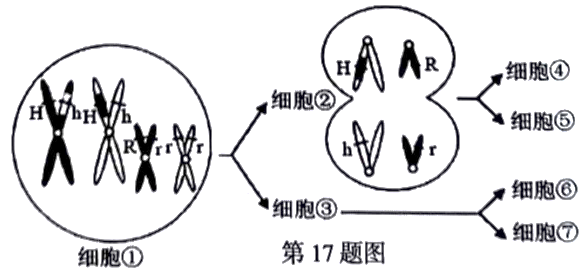 H h H h
R r r r
细胞①
细胞②
细胞③
H R
h r
细胞④
细胞⑤
细胞⑥
细胞⑦
第17题图